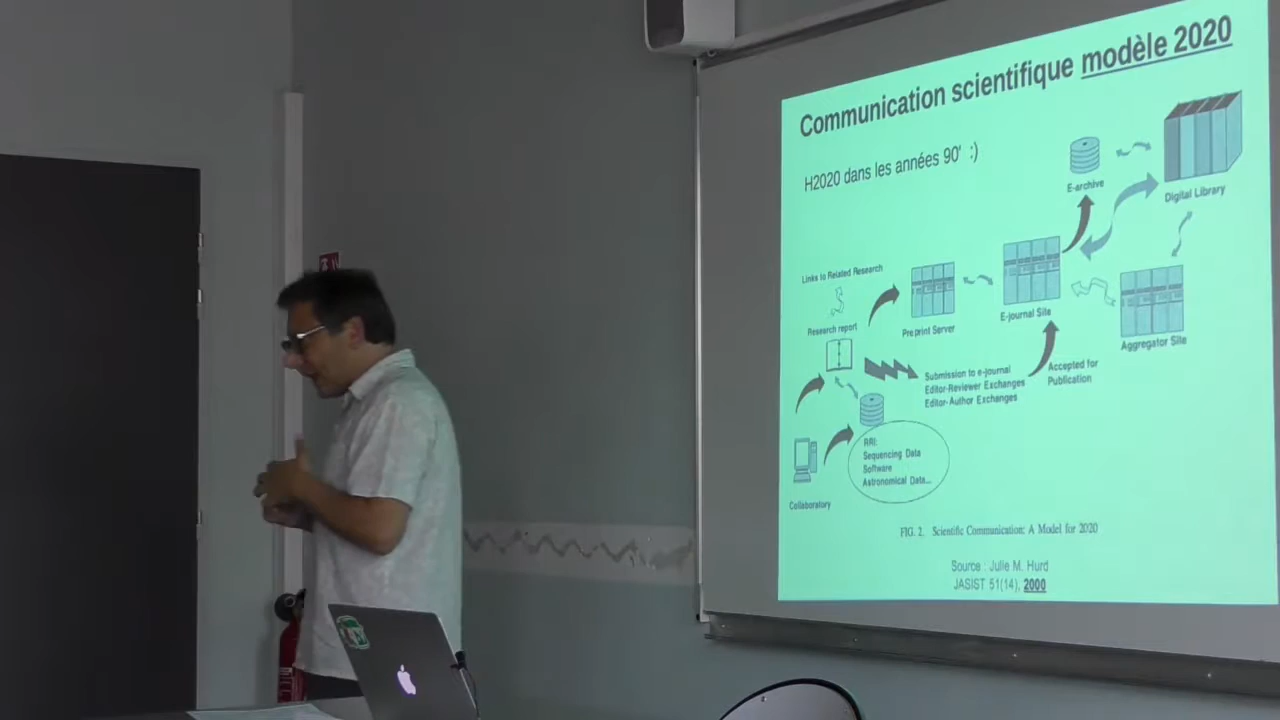 Communication scientifique modèle 2020
H2020 dans les années 90' :)
E-archive
Digital Library
Links to Related Research
Research report
Pre print Server
E-journal Site
Aggregator Site
Submission to e-journal
Editor-Reviewer Exchanges
Editor-Author Exchanges
Accepted for
Publication
RRI:
Sequencing Data
Software
Astronomical Data...
Collaboratory
FIG. 2. Scientific Communication: A Model for 2020
Source : Julie M. Hurd
JASIST 51(14), 2000